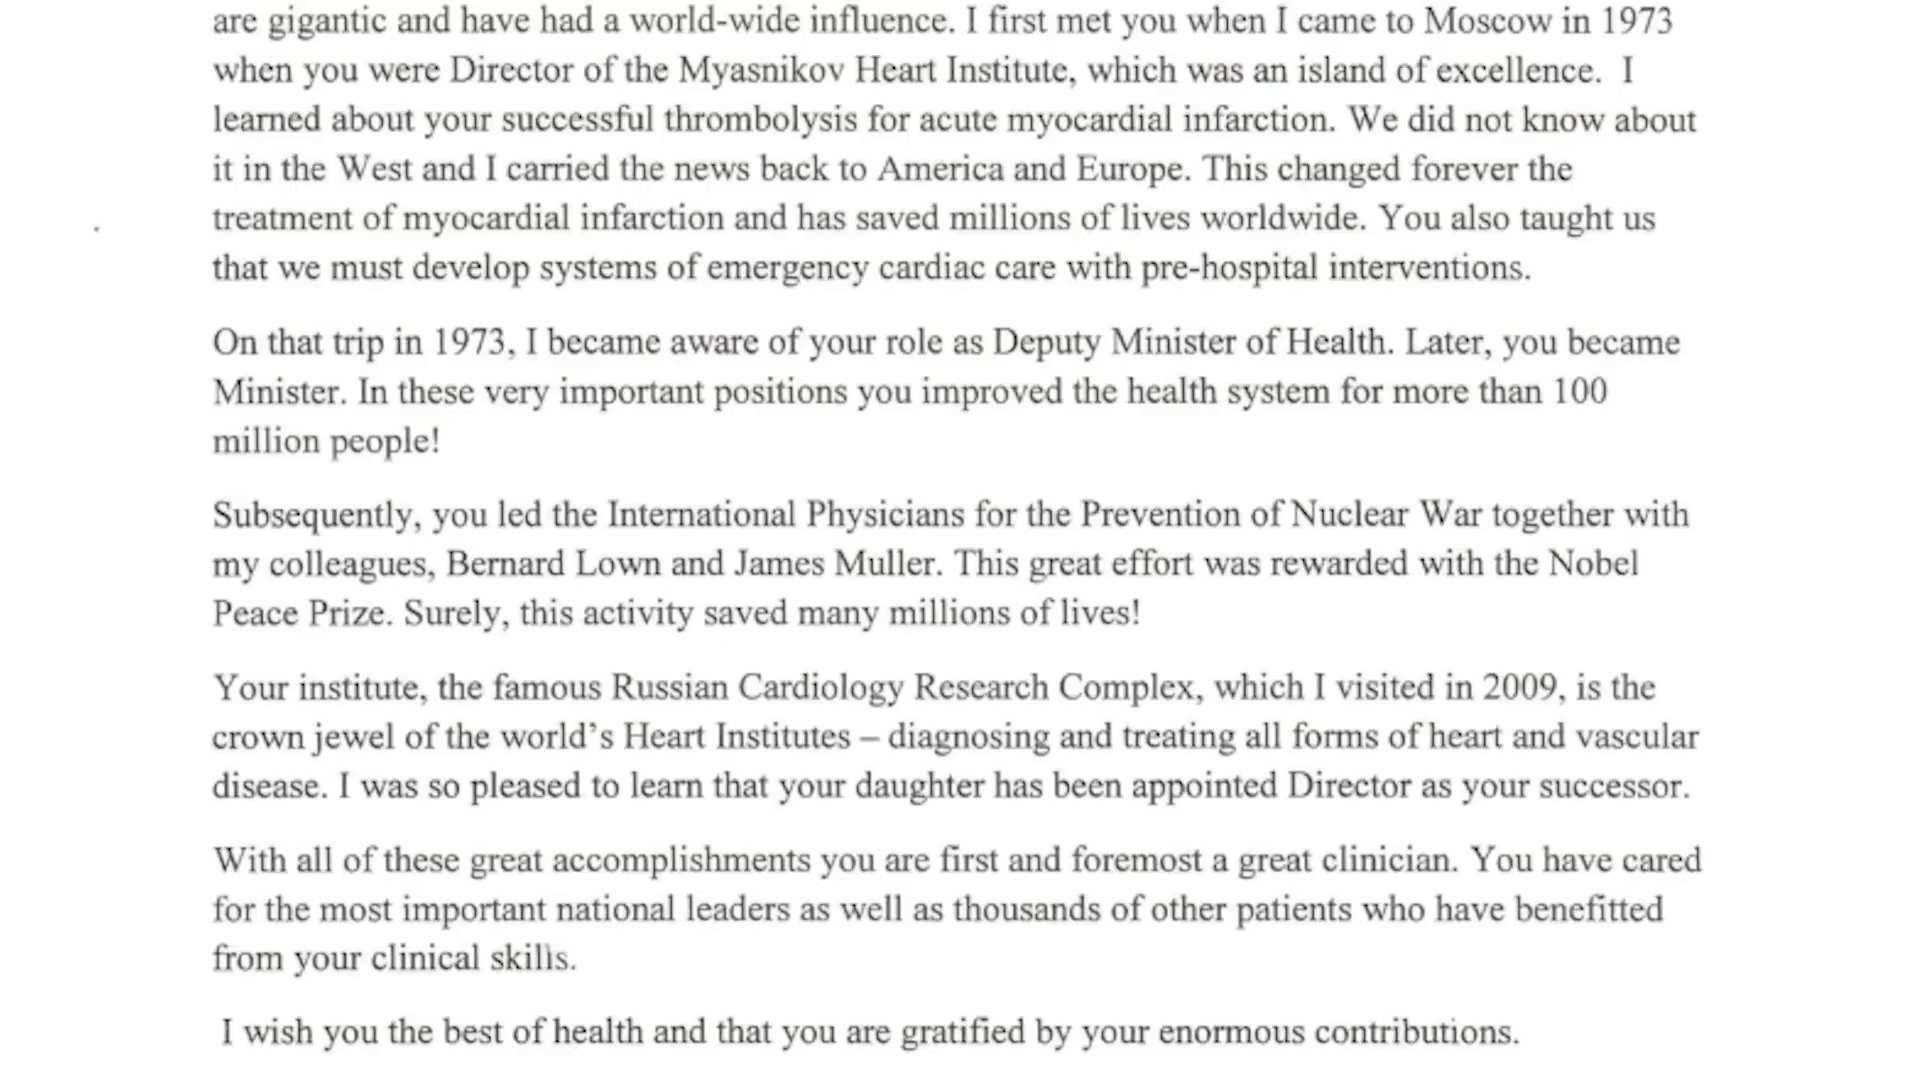 are gigantic and have had a world-wide influence. I first met you when I came to Moscow in 1973
when you were Director of the Myasnikov Heart Institute, which was an island of excellence.  I
learned about your successful thrombolysis for acute myocardial infarction. We did not know about
it in the West and I carried the news back to America and Europe. This changed forever the
treatment of myocardial infarction and has saved millions of lives worldwide. You also taught us
that we must develop systems of emergency cardiac care with pre-hospital interventions.
On that trip in 1973, I became aware of your role as Deputy Minister of Health. Later, you became
Minister. In these very important positions you improved the health system for more than 100
million people!
Subsequently, you led the International Physicians for the Prevention of Nuclear War together with
my colleagues, Bernard Lown and James Muller. This great effort was rewarded with the Nobel
Peace Prize. Surely, this activity saved many millions of lives!
Your institute, the famous Russian Cardiology Research Complex, which I visited in 2009, is the
crown jewel of the world’s Heart Institutes – diagnosing and treating all forms of heart and vascular
disease. I was so pleased to learn that your daughter has been appointed Director as your successor.
With all of these great accomplishments you are first and foremost a great clinician. You have cared
for the most important national leaders as well as thousands of other patients who have benefitted
from your clinical skills.
I wish you the best of health and that you are gratified by your enormous contributions.